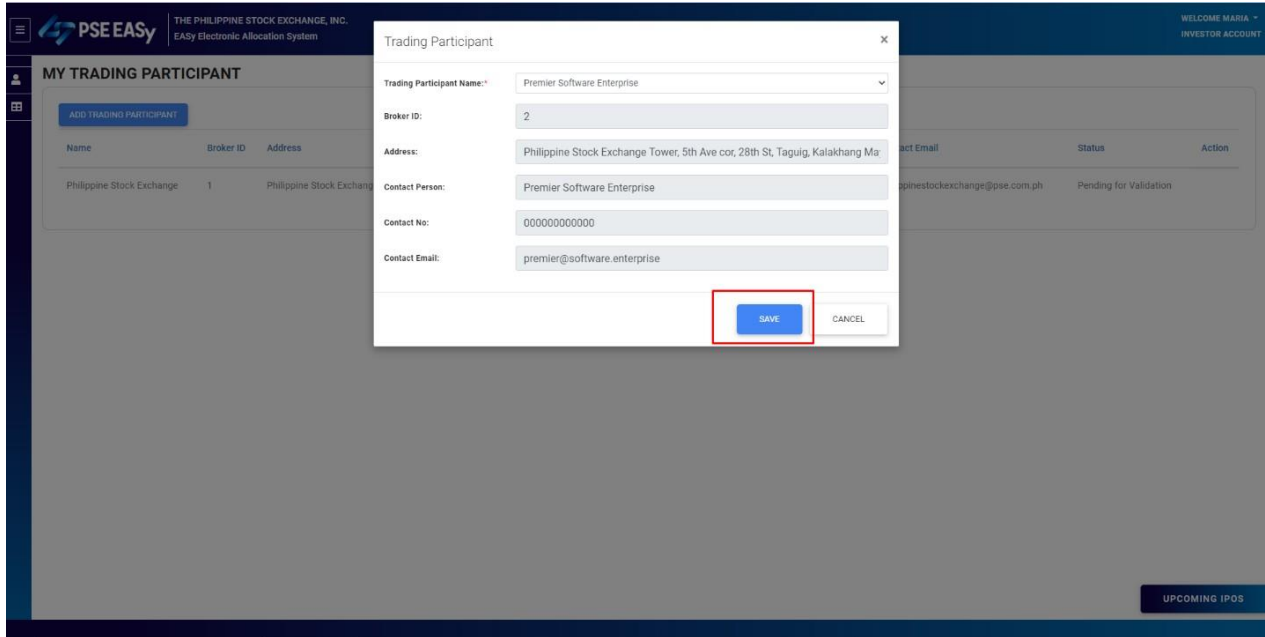 PSE EASy
THE PHILIPPINE STOCK EXCHANGE, INC.
EASy Electronic Allocation System
WELCOME MARIA
INVESTOR ACCOUNT
MY TRADING PARTICIPANT
ADD TRADING PARTICIPANT
Name Broker ID Address act Email Status Action
Philippine Stock Exchange 1 Philippine Stock Exchang ppinestockexchange@pse.com.ph Pending for Validation
Trading Participant ×
Trading Participant Name:* Premier Software Enterprise
Broker ID: 2
Address: Philippine Stock Exchange Tower, 5th Ave cor, 28th St, Taguig, Kalakhang Ma
Contact Person: Premier Software Enterprise
Contact No: 000000000000
Contact Email: premier@software.enterprise
SAVE CANCEL
UPCOMING IPOS